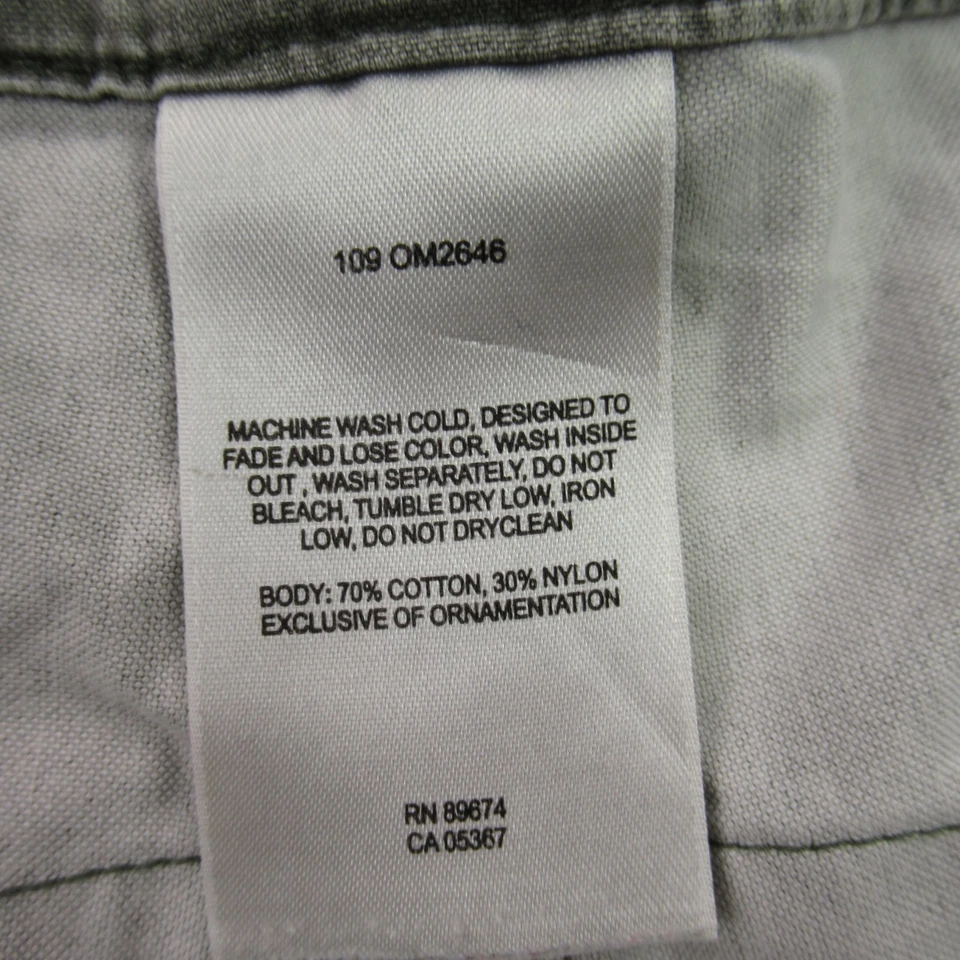 109 OM2646
MACHINE WASH COLD, DESIGNED TO
FADE AND LOSE COLOR, WASH INSIDE
OUT , WASH SEPARATELY, DO NOT
BLEACH, TUMBLE DRY LOW, IRON
LOW, DO NOT DRYCLEAN
BODY: 70% COTTON, 30% NYLON
EXCLUSIVE OF ORNAMENTATION
RN 89674
CA 05367